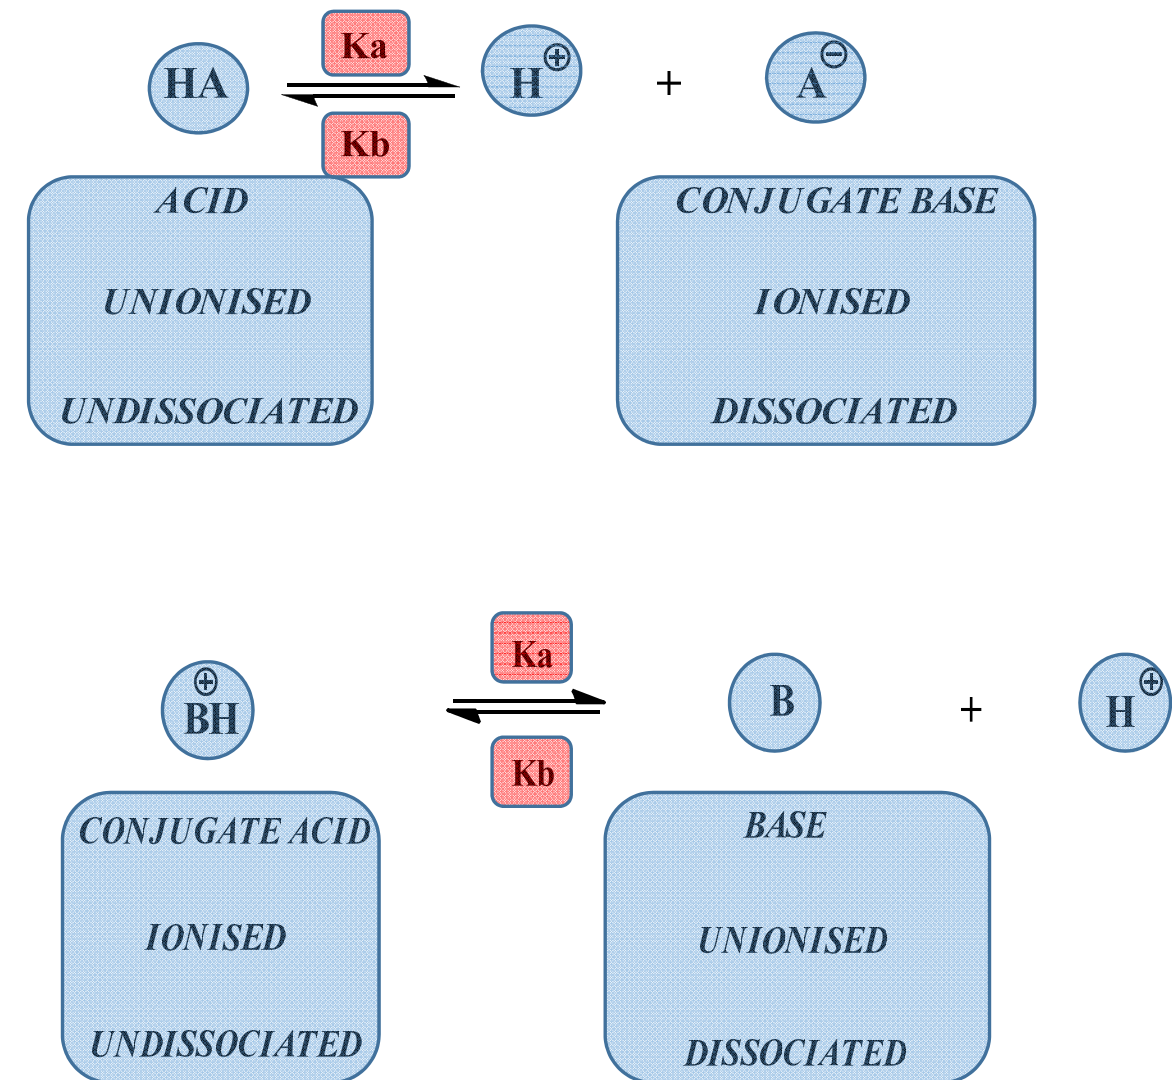 Ka
HA ⇌ H⊕ + A⊖
Kb
ACID
UNIONISED
UNDISSOCIATED
CONJUGATE BASE
IONISED
DISSOCIATED
Ka
BH⊕ ⇌ B + H⊕
Kb
CONJUGATE ACID
IONISED
UNDISSOCIATED
BASE
UNIONISED
DISSOCIATED